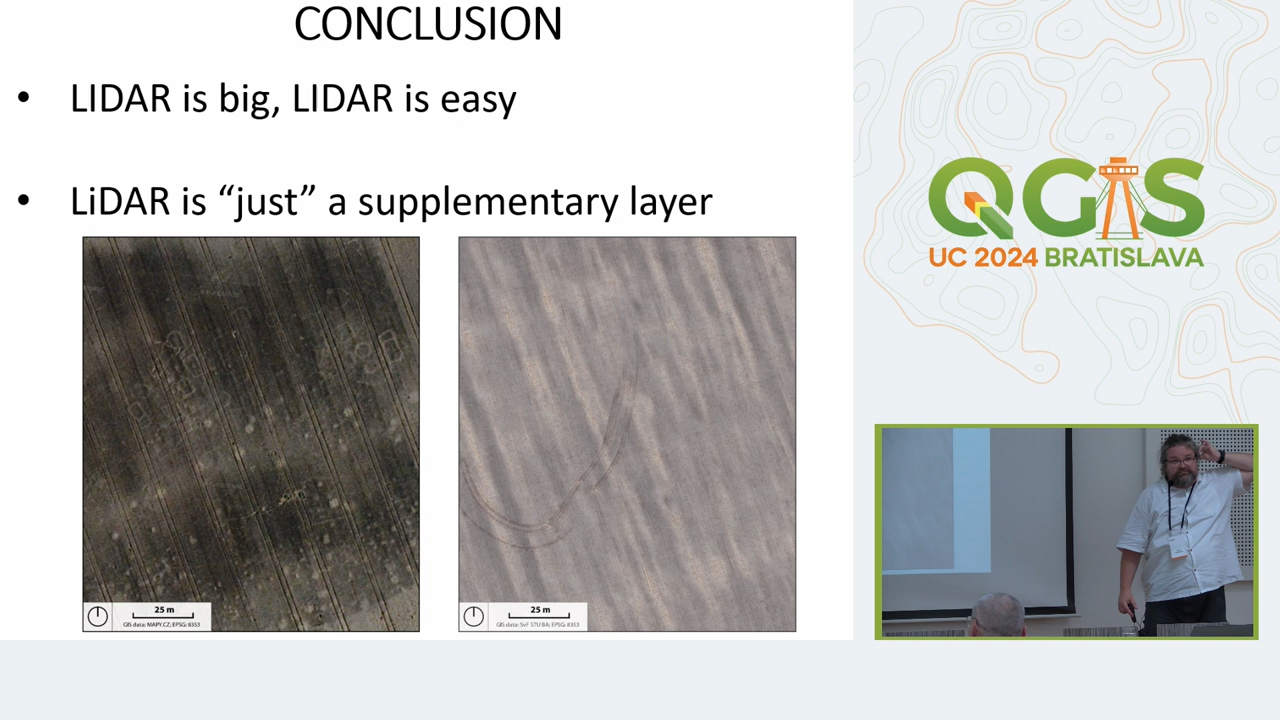 CONCLUSION
• LIDAR is big, LIDAR is easy
• LiDAR is “just” a supplementary layer
25 m
GIS data: MAPY.CZ; EPSG: 8353
25 m
GIS data: SvF STU BA; EPSG: 8353
QGIS
UC 2024 BRATISLAVA